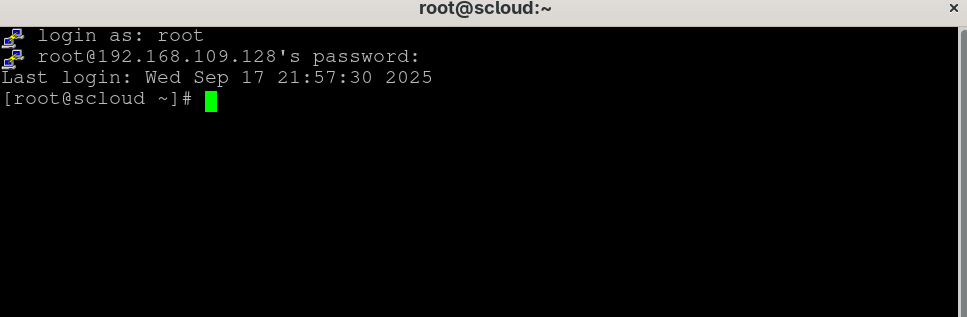 root@scloud:~
login as: root
root@192.168.109.128's password:
Last login: Wed Sep 17 21:57:30 2025
[root@scloud ~]#